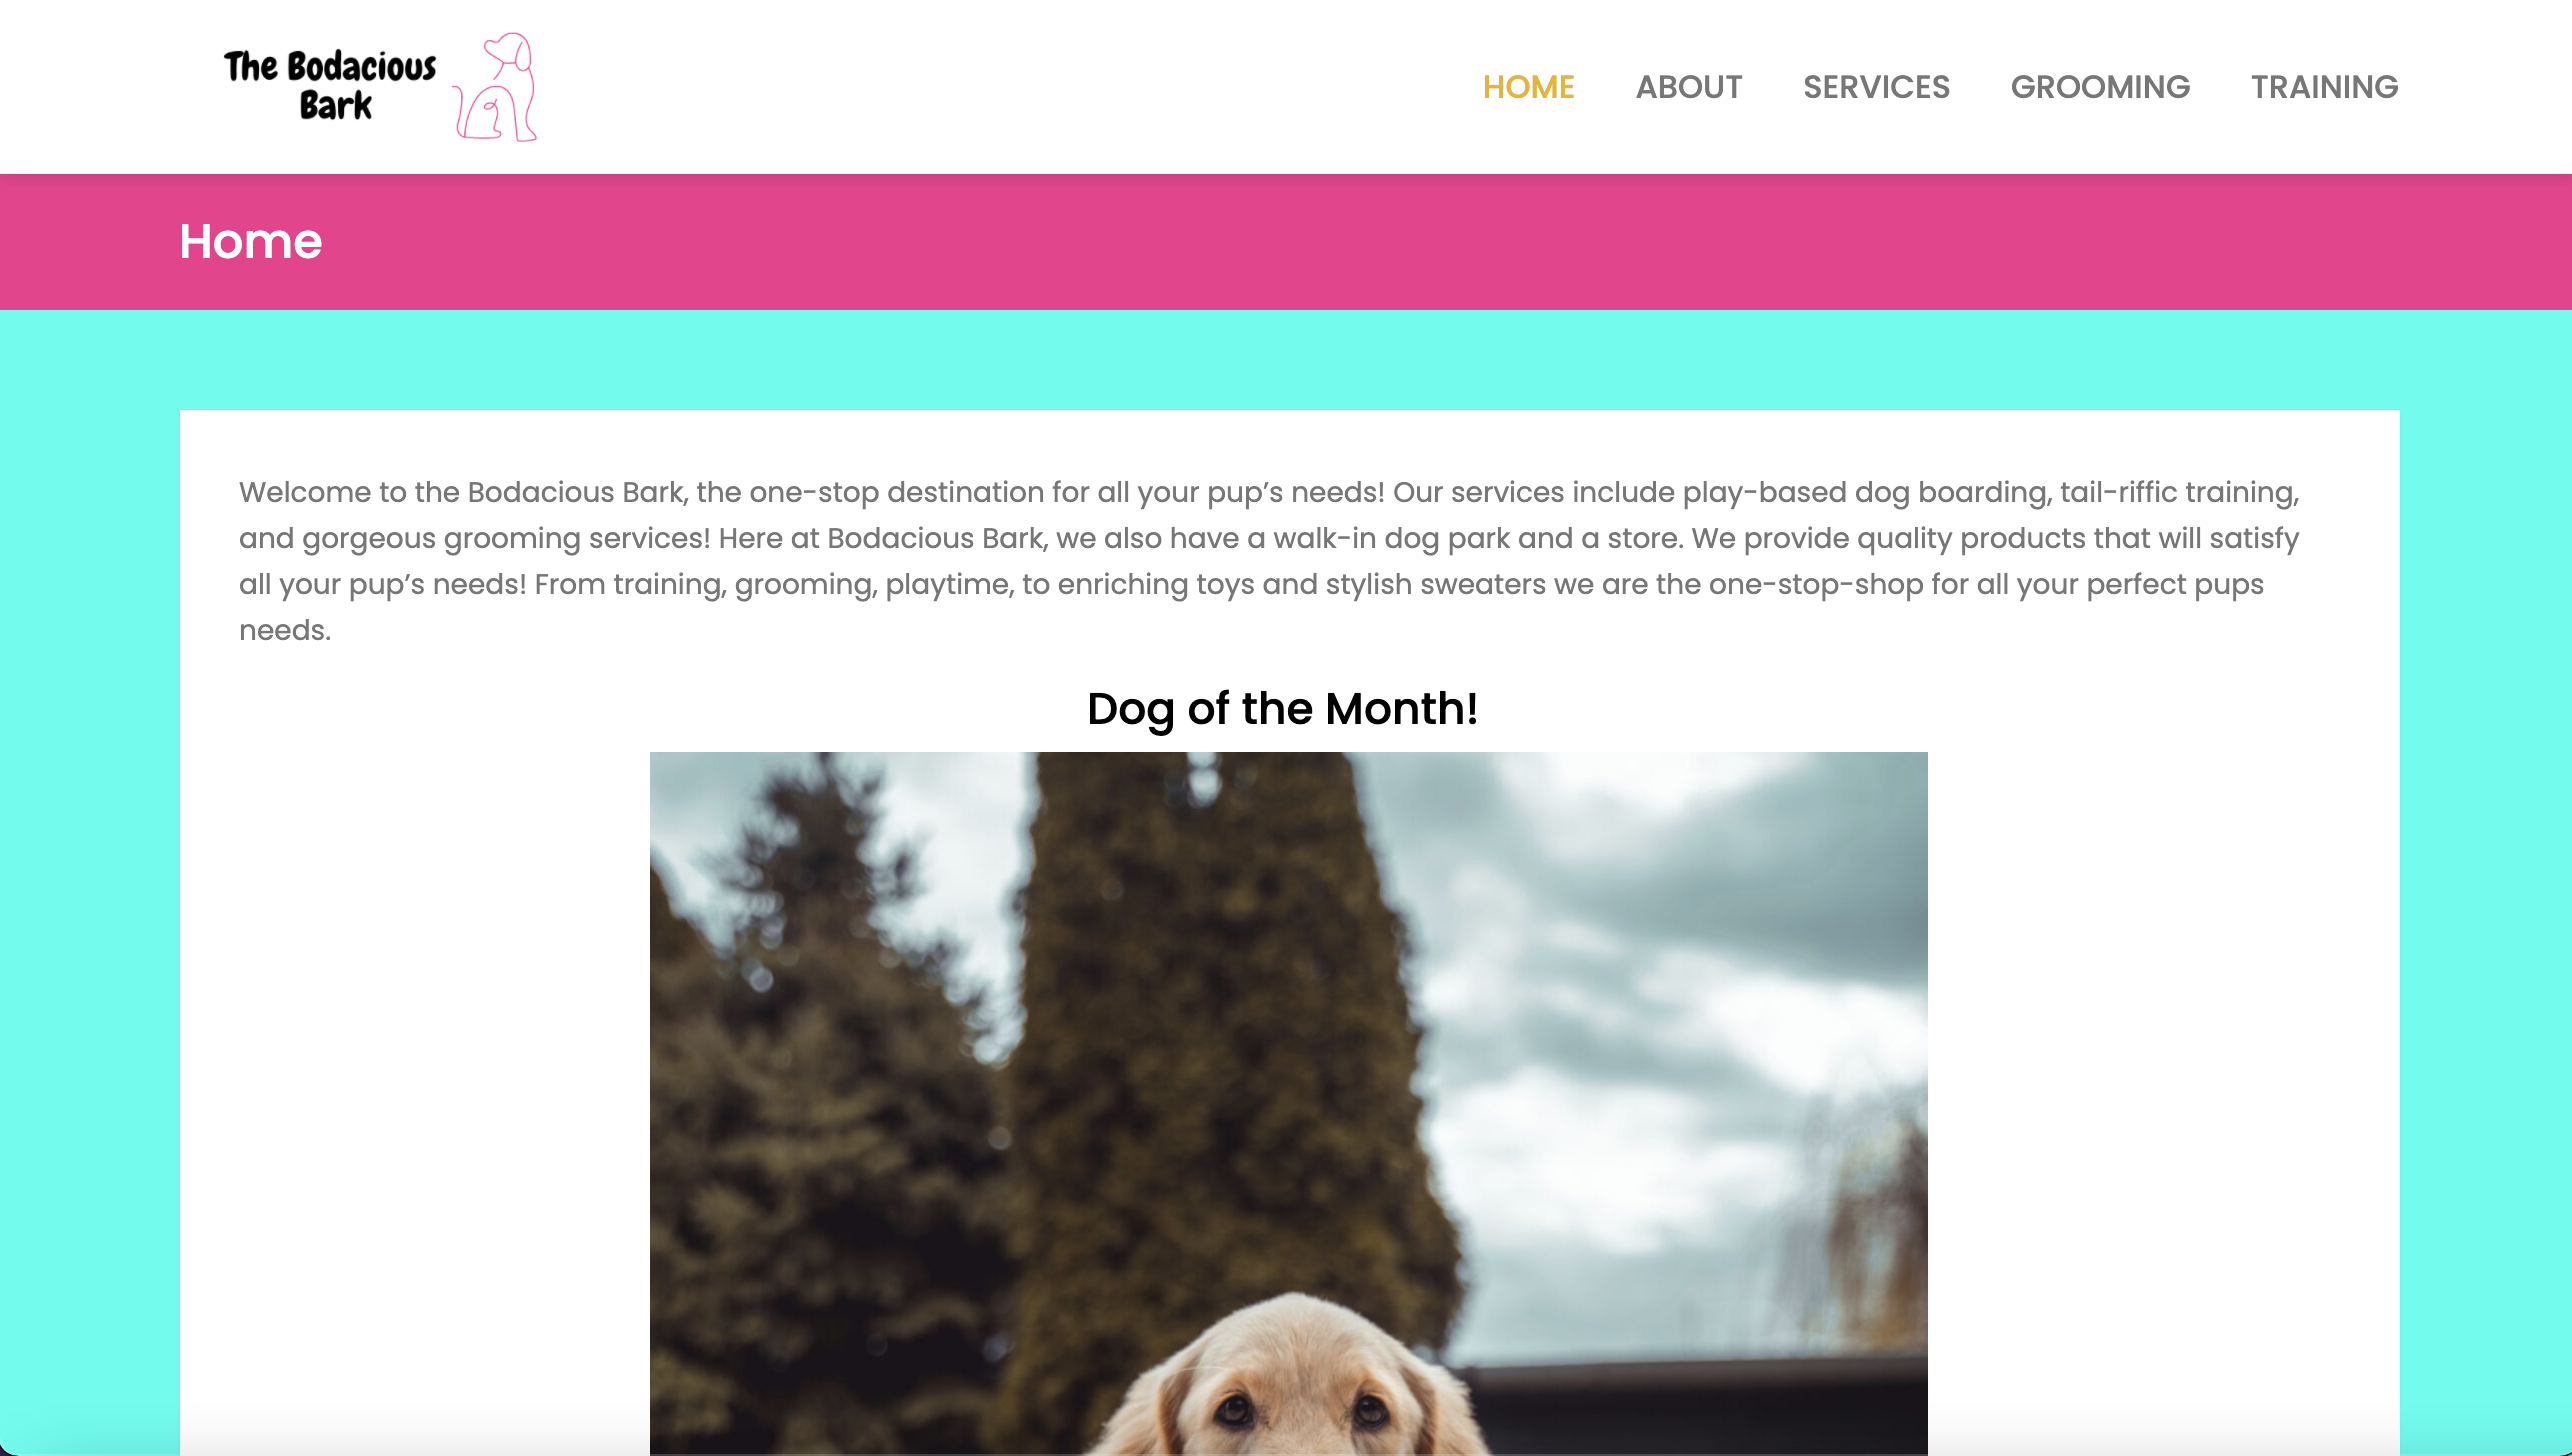 The Bodacious
Bark
HOME ABOUT SERVICES GROOMING TRAINING
Home
Welcome to the Bodacious Bark, the one-stop destination for all your pup’s needs! Our services include play-based dog boarding, tail-riffic training,
and gorgeous grooming services! Here at Bodacious Bark, we also have a walk-in dog park and a store. We provide quality products that will satisfy
all your pup’s needs! From training, grooming, playtime, to enriching toys and stylish sweaters we are the one-stop-shop for all your perfect pups
needs.
Dog of the Month!